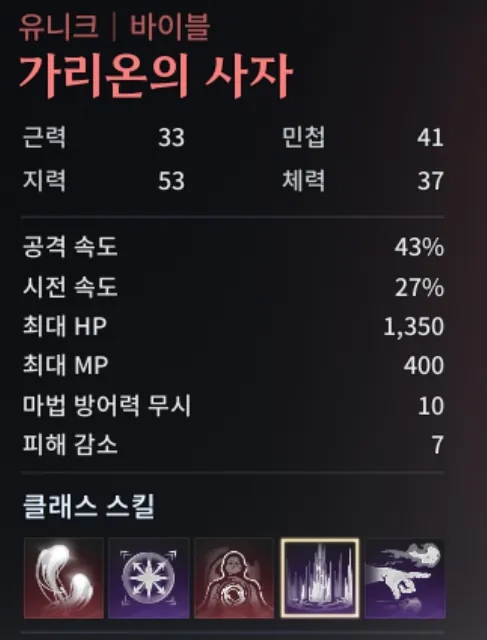 유니크 | 바이블
가리온의 사자
근력 33 민첩 41
지력 53 체력 37
공격 속도 43%
시전 속도 27%
최대 HP 1,350
최대 MP 400
마법 방어력 무시 10
피해 감소 7
클래스 스킬